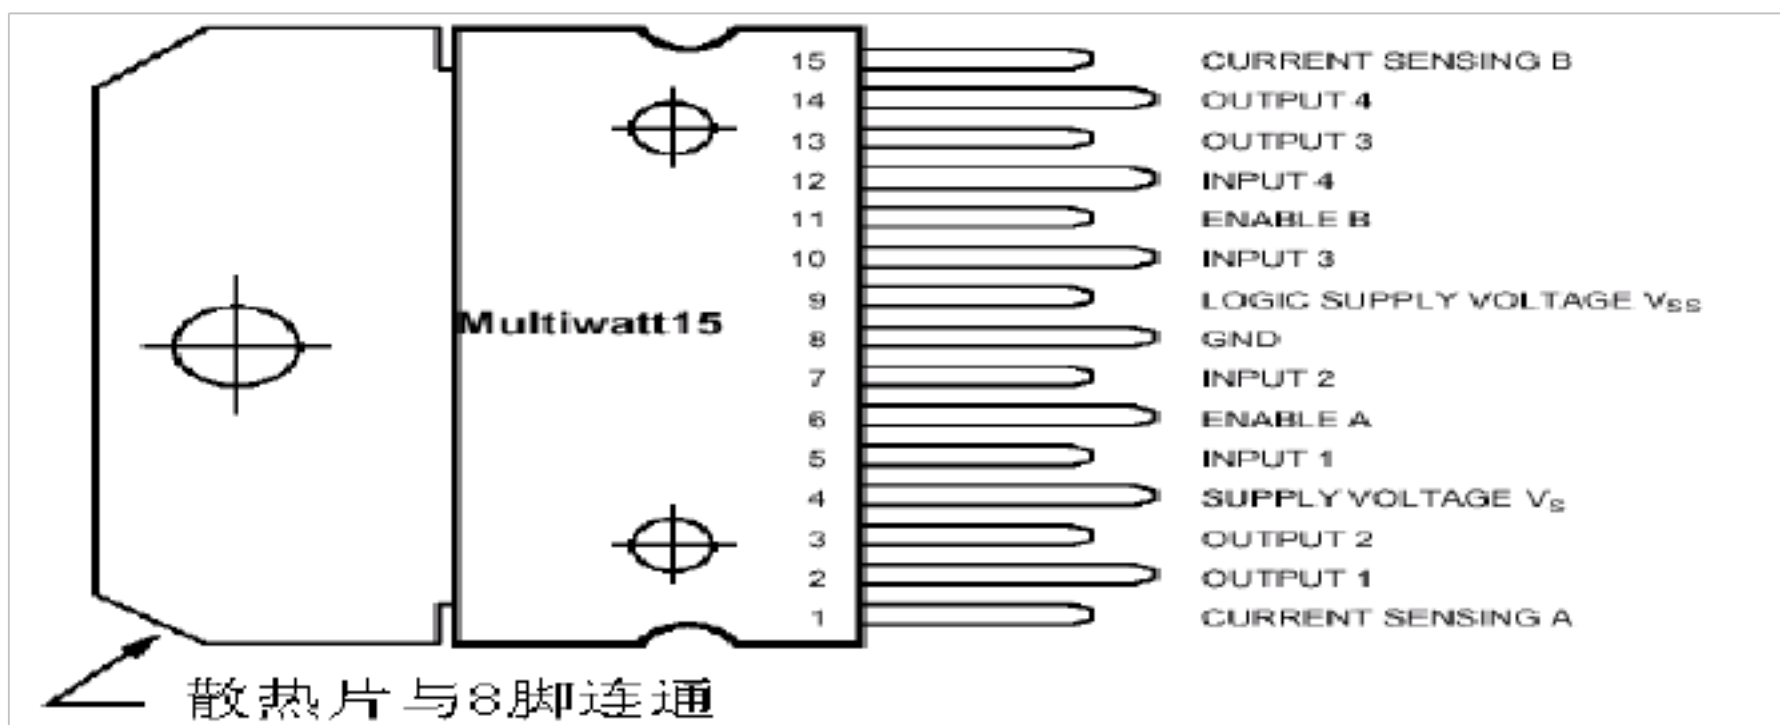 15 CURRENT SENSING B
14 OUTPUT 4
13 OUTPUT 3
12 INPUT 4
11 ENABLE B
10 INPUT 3
9 LOGIC SUPPLY VOLTAGE VSS
Multiwatt15
8 GND
7 INPUT 2
6 ENABLE A
5 INPUT 1
4 SUPPLY VOLTAGE VS
3 OUTPUT 2
2 OUTPUT 1
1 CURRENT SENSING A
散热片与8脚连通